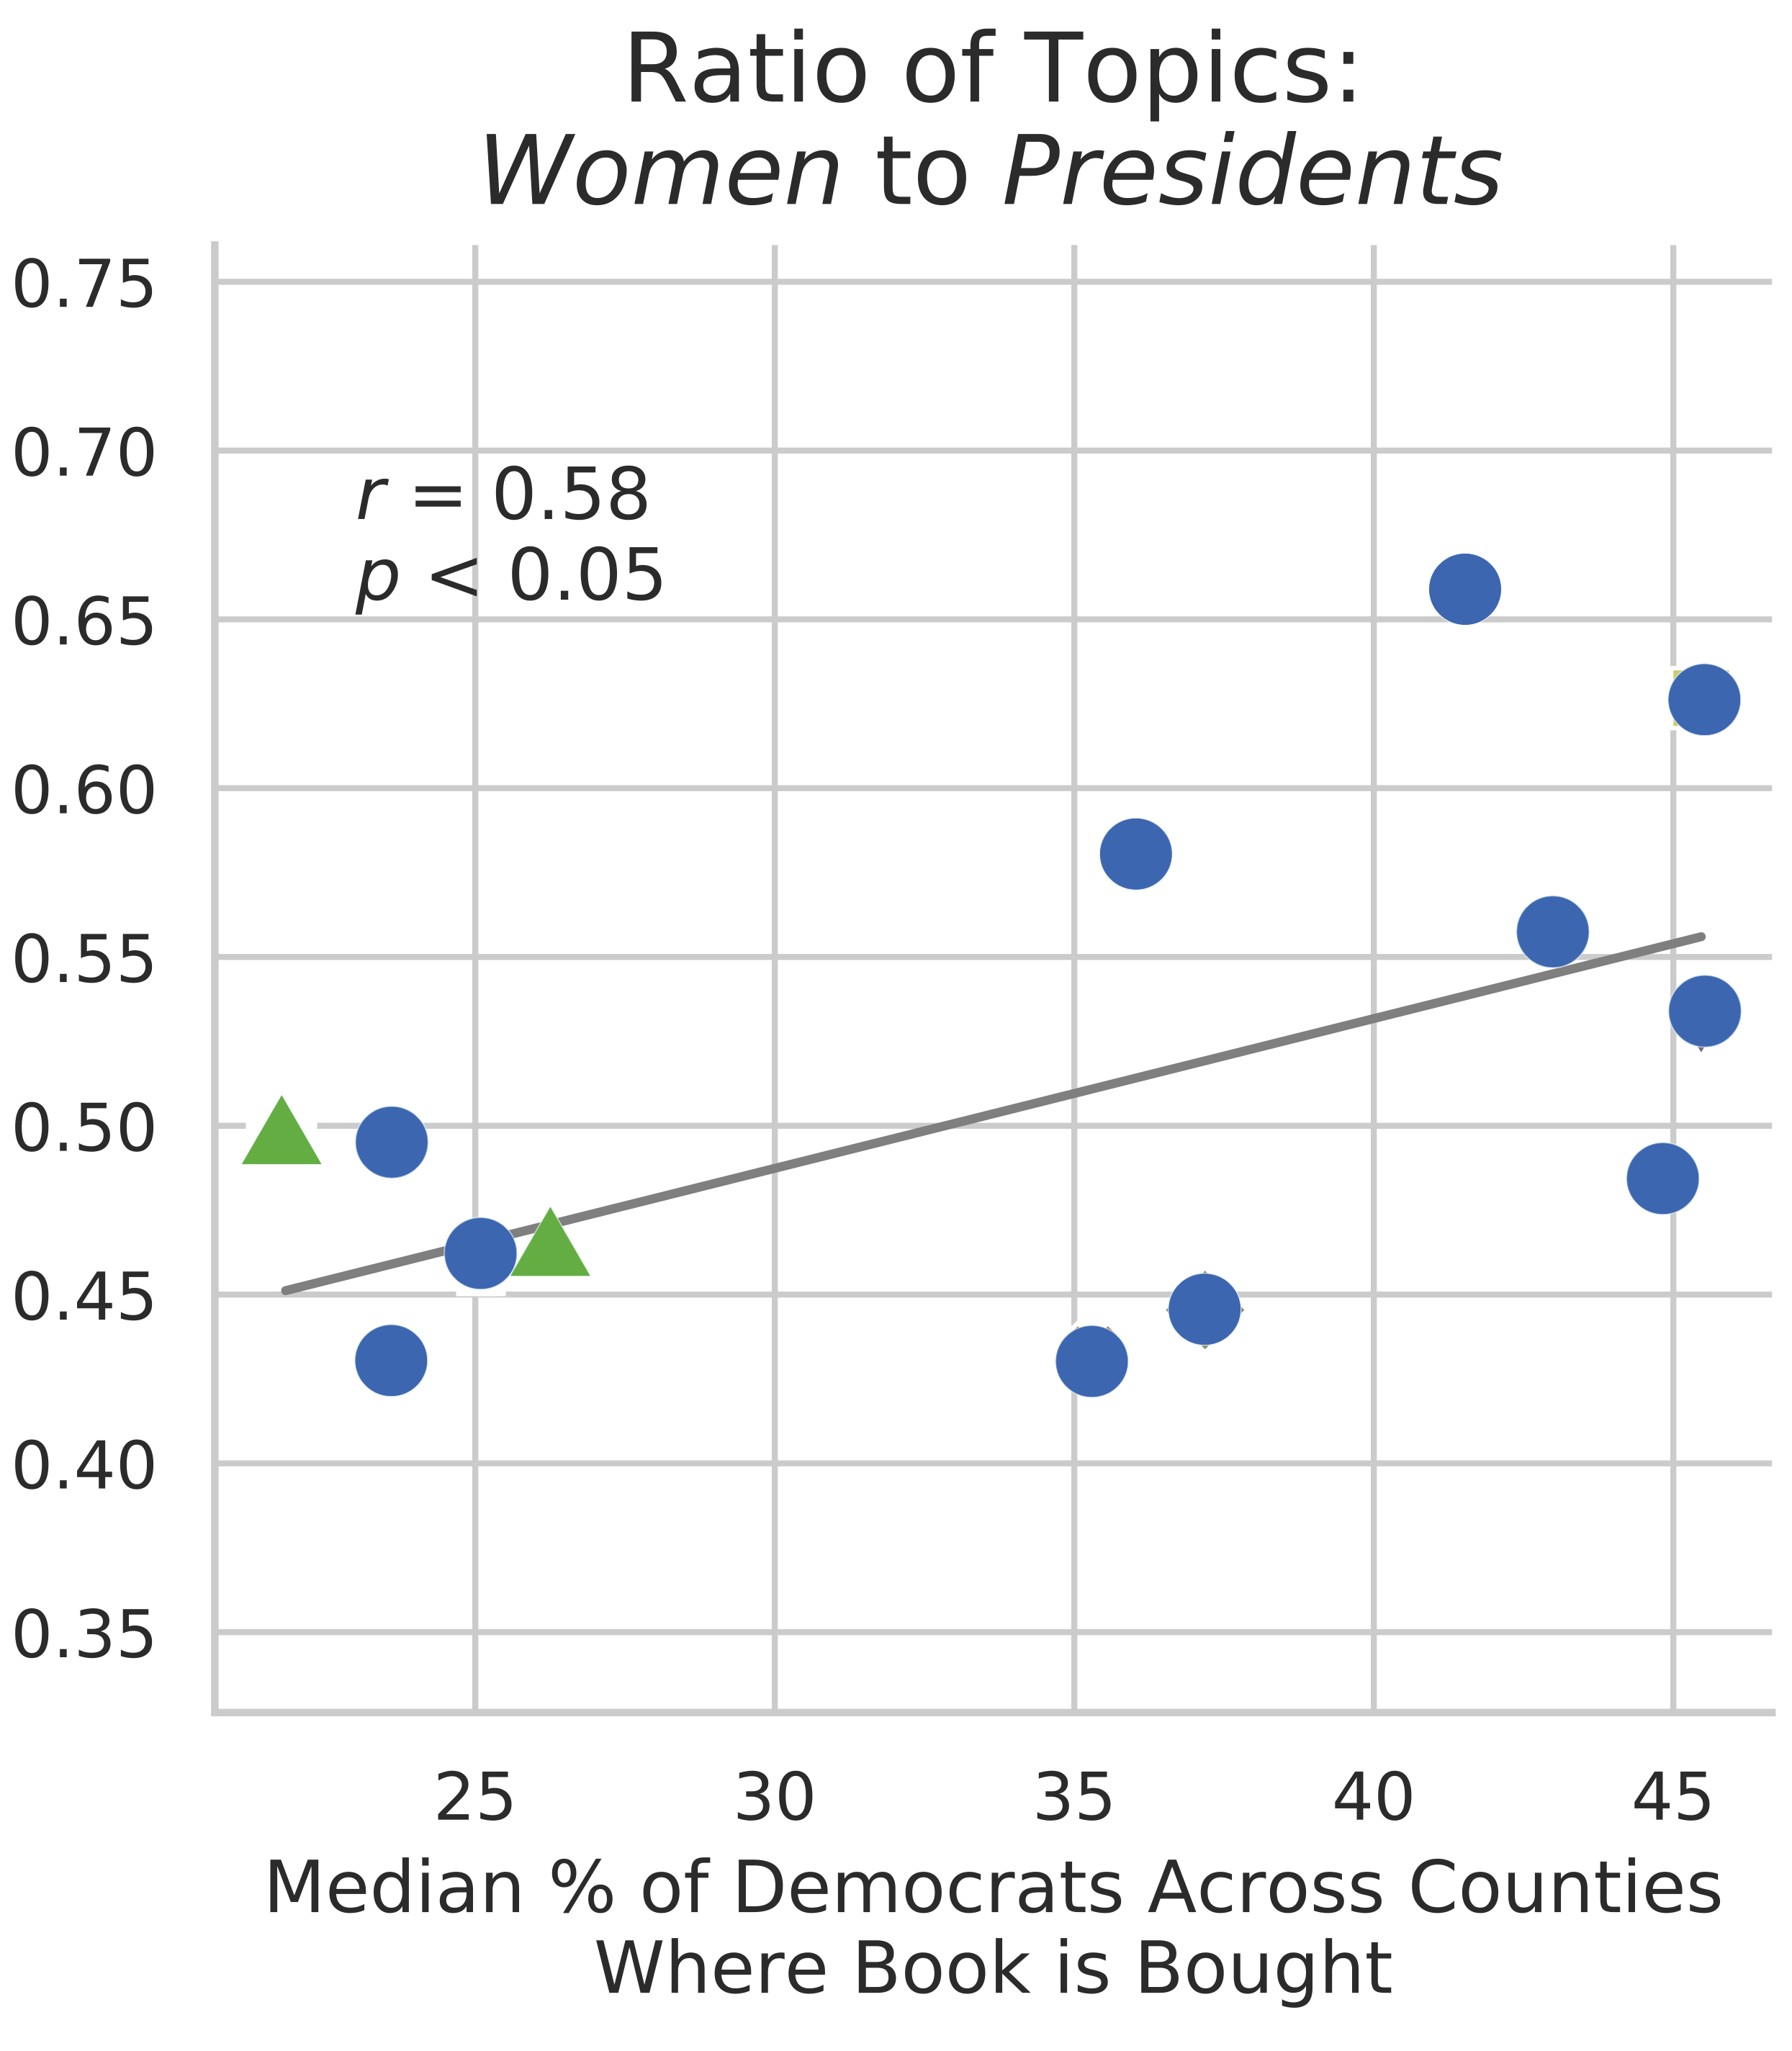 Ratio of Topics:
Women to Presidents
0.75
0.70
r = 0.58
p < 0.05
0.65
0.60
0.55
0.50
0.45
0.40
0.35
25 30 35 40 45
Median % of Democrats Across Counties
Where Book is Bought